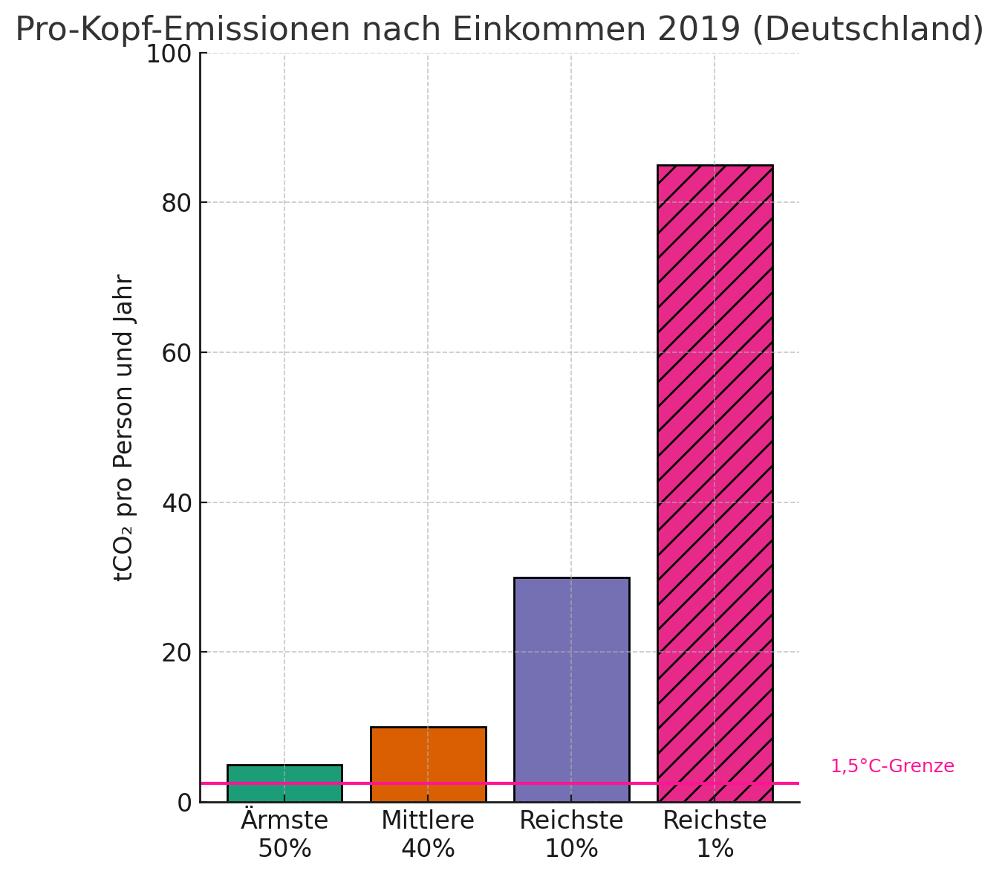 Pro-Kopf-Emissionen nach Einkommen 2019 (Deutschland)
100
80
60
40
20
0
tCO₂ pro Person und Jahr
1,5°C-Grenze
Ärmste
50%
Mittlere
40%
Reichste
10%
Reichste
1%